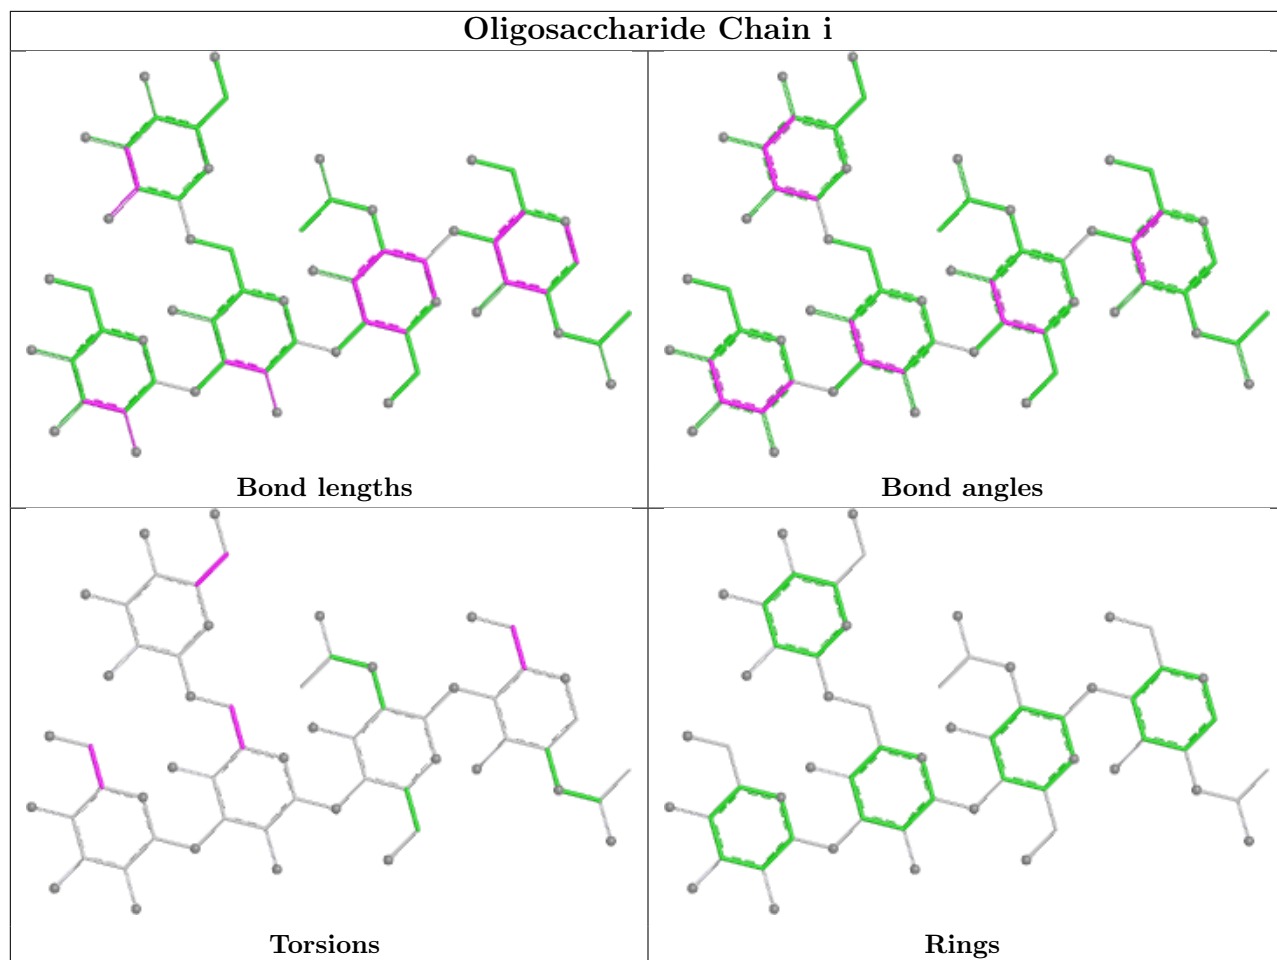 Oligosaccharide Chain i
Bond lengths
Bond angles
Torsions
Rings